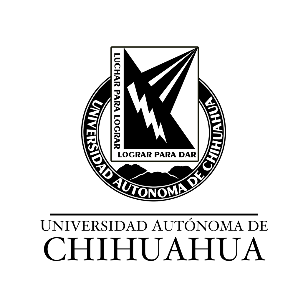 LUCHAR PARA LOGRAR
LOGRAR PARA DAR
UNIVERSIDAD AUTONOMA DE CHIHUAHUA
UNIVERSIDAD AUTÓNOMA DE
CHIHUAHUA